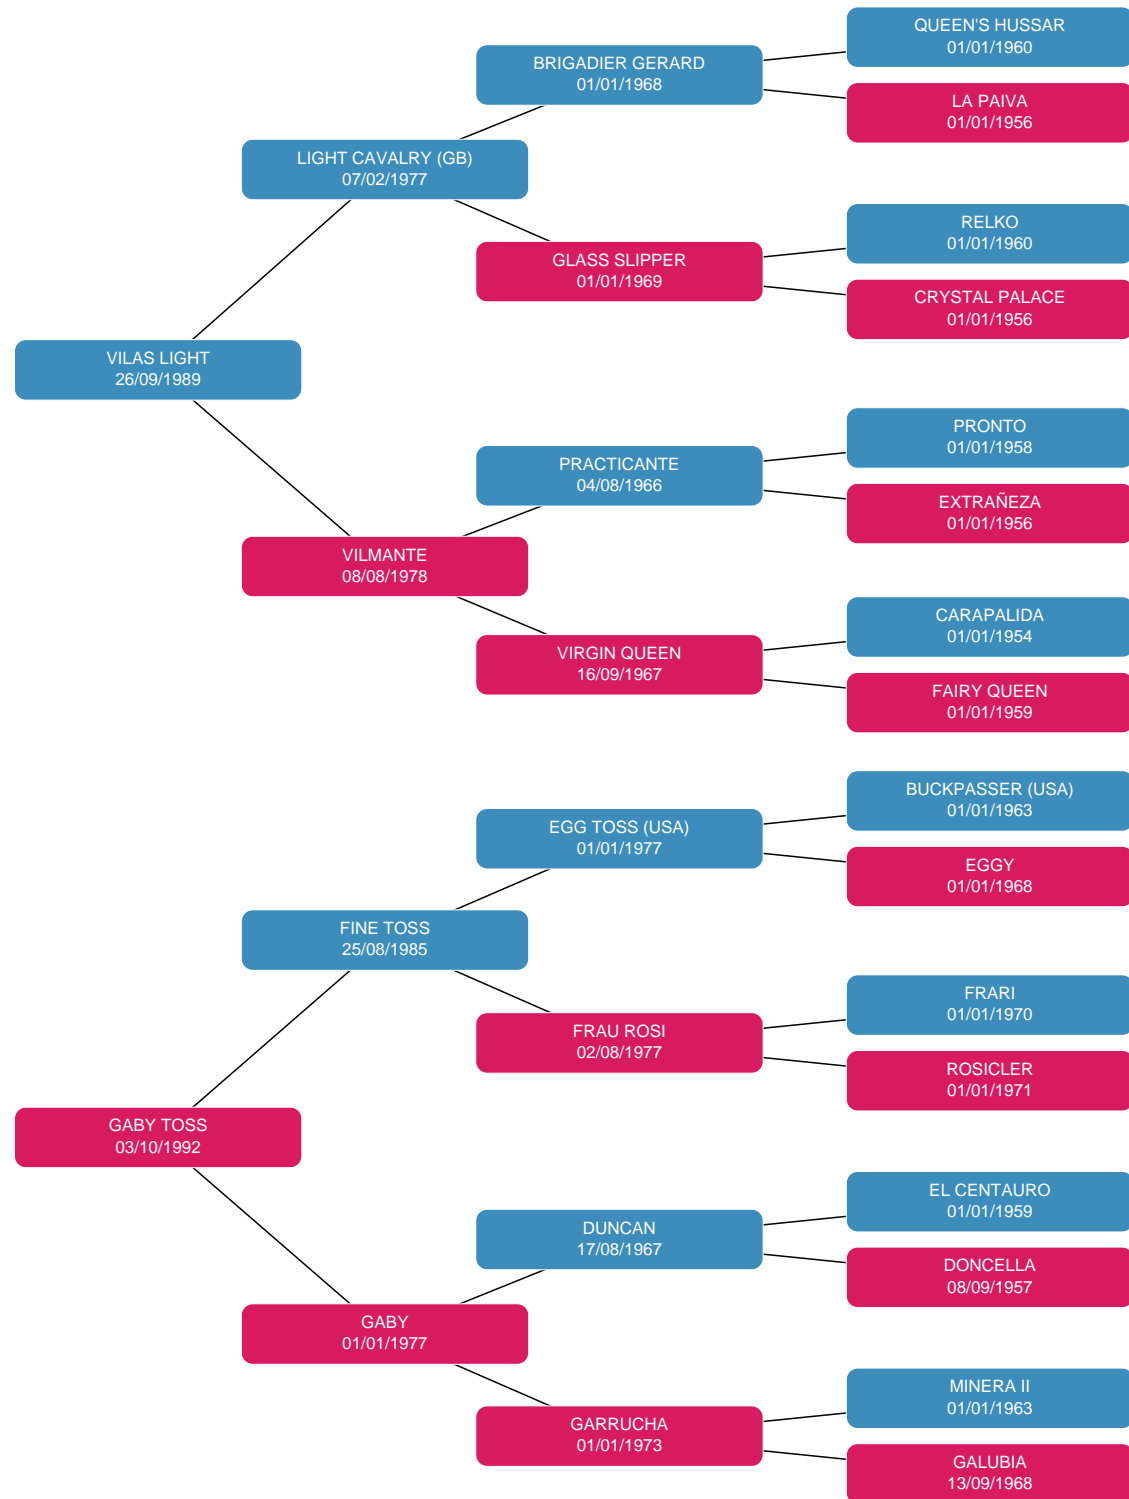 QUEEN'S HUSSAR
01/01/1960
BRIGADIER GERARD
01/01/1968
LA PAIVA
01/01/1956
LIGHT CAVALRY (GB)
07/02/1977
RELKO
01/01/1960
GLASS SLIPPER
01/01/1969
CRYSTAL PALACE
01/01/1956
VILAS LIGHT
26/09/1989
PRONTO
01/01/1958
PRACTICANTE
04/08/1966
EXTRAÑEZA
01/01/1956
VILMANTE
08/08/1978
CARAPALIDA
01/01/1954
VIRGIN QUEEN
16/09/1967
FAIRY QUEEN
01/01/1959
BUCKPASSER (USA)
01/01/1963
EGG TOSS (USA)
01/01/1977
EGGY
01/01/1968
FINE TOSS
25/08/1985
FRARI
01/01/1970
FRAU ROSI
02/08/1977
ROSICLER
01/01/1971
GABY TOSS
03/10/1992
EL CENTAURO
01/01/1959
DUNCAN
17/08/1967
DONCELLA
08/09/1957
GABY
01/01/1977
MINERA II
01/01/1963
GARRUCHA
01/01/1973
GALUBIA
13/09/1968